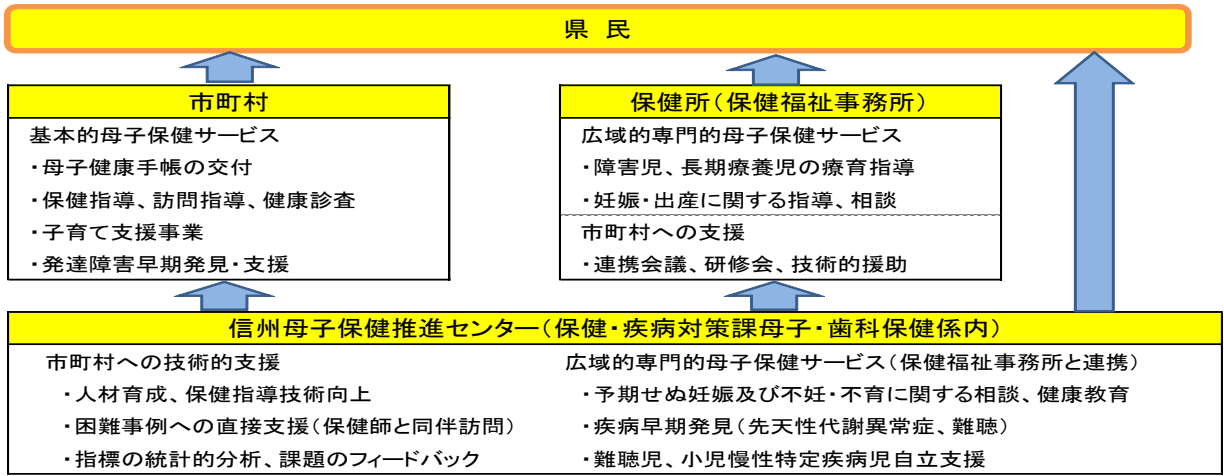 県 民
市町村
基本的母子保健サービス
・母子健康手帳の交付
・保健指導、訪問指導、健康診査
・子育て支援事業
・発達障害早期発見・支援
保健所（保健福祉事務所）
広域的専門的母子保健サービス
・障害児、長期療養児の療育指導
・妊娠・出産に関する指導、相談
市町村への支援
・連携会議、研修会、技術的援助
信州母子保健推進センター（保健・疾病対策課母子・歯科保健係内）
市町村への技術的支援
・人材育成、保健指導技術向上
・困難事例への直接支援（保健師と同伴訪問）
・指標の統計的分析、課題のフィードバック
広域的専門的母子保健サービス（保健福祉事務所と連携）
・予期せぬ妊娠及び不妊・不育に関する相談、健康教育
・疾病早期発見（先天性代謝異常症、難聴）
・難聴児、小児慢性特定疾病児自立支援